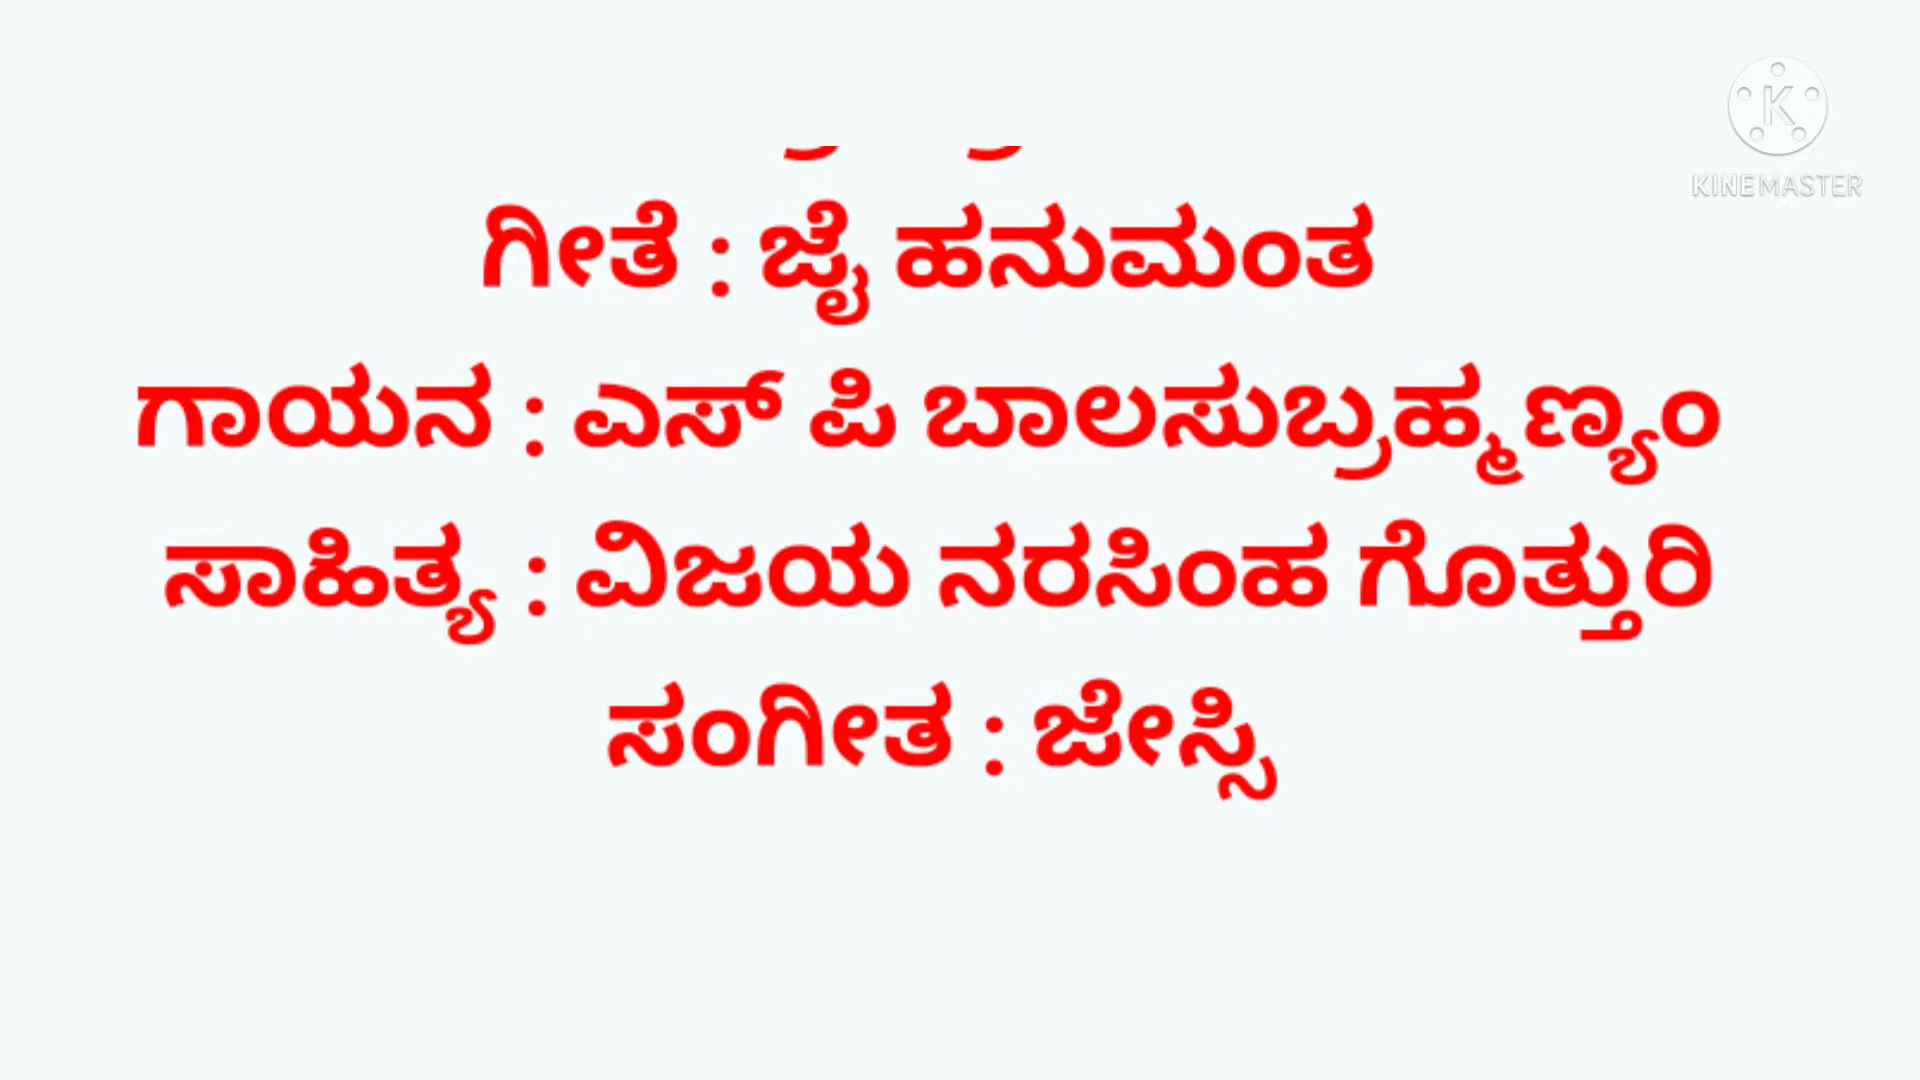 ಗೀತೆ : ಜೈ ಹನುಮಂತ
ಗಾಯನ : ಎಸ್ ಪಿ ಬಾಲಸುಬ್ರಹ್ಮಣ್ಯಂ
ಸಾಹಿತ್ಯ : ವಿಜಯ ನರಸಿಂಹ ಗೊತ್ತುರಿ
ಸಂಗೀತ : ಜೇಸ್ಸಿ
K
KINEMASTER